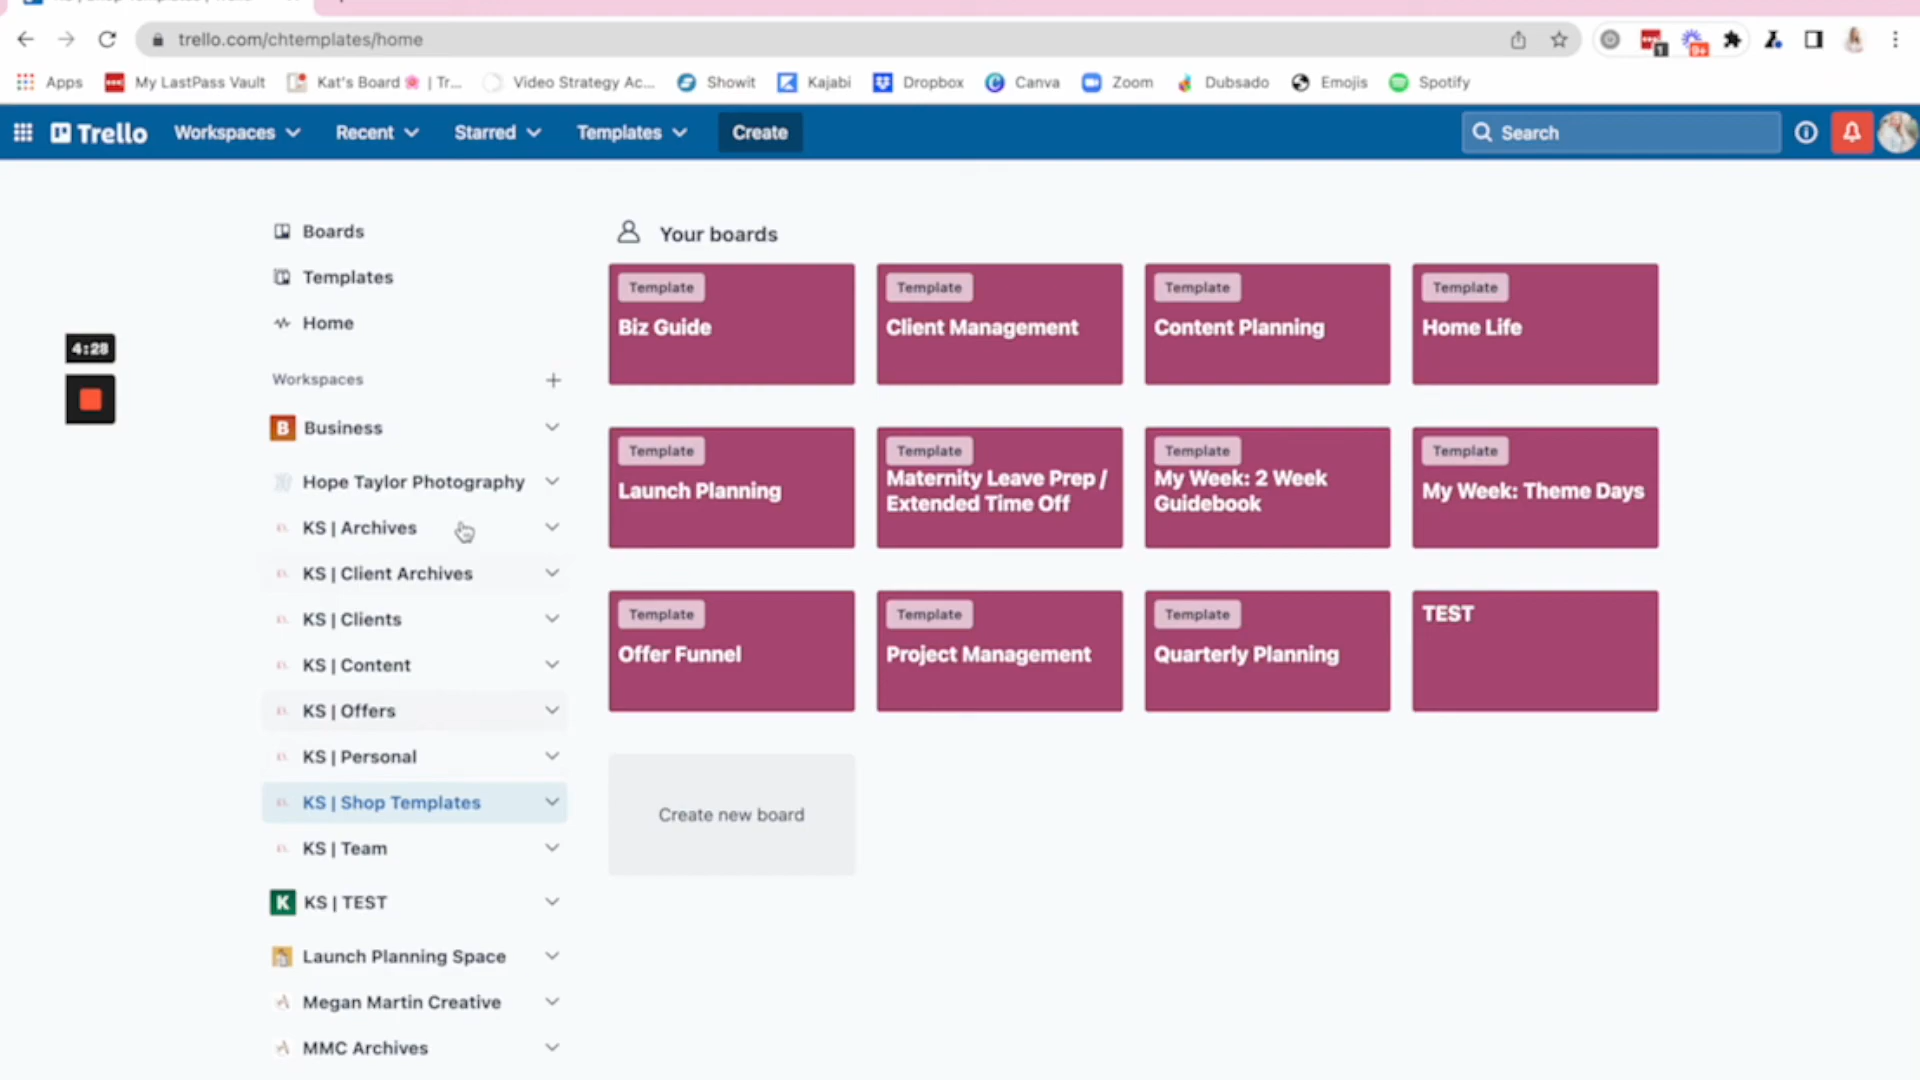 trello.com/chtemplates/home
1
9+
Apps
My LastPass Vault
Kat's Board🌸 | Tr...
Video Strategy Ac...
Showit
Kajabi
Dropbox
Canva
Zoom
Dubsado
Emojis
Spotify
Trello
Workspaces
Recent
Starred
Templates
Create
Search
Boards
Templates
Home
4:28
Workspaces
B Business
Hope Taylor Photography
KS | Archives
KS | Client Archives
KS | Clients
KS | Content
KS | Offers
KS | Personal
KS | Shop Templates
KS | Team
K KS | TEST
Launch Planning Space
Megan Martin Creative
MMC Archives
Your boards
Template
Biz Guide
Template
Client Management
Template
Content Planning
Template
Home Life
Template
Launch Planning
Template
Maternity Leave Prep /
Extended Time Off
Template
My Week: 2 Week
Guidebook
Template
My Week: Theme Days
Template
Offer Funnel
Template
Project Management
Template
Quarterly Planning
TEST
Create new board